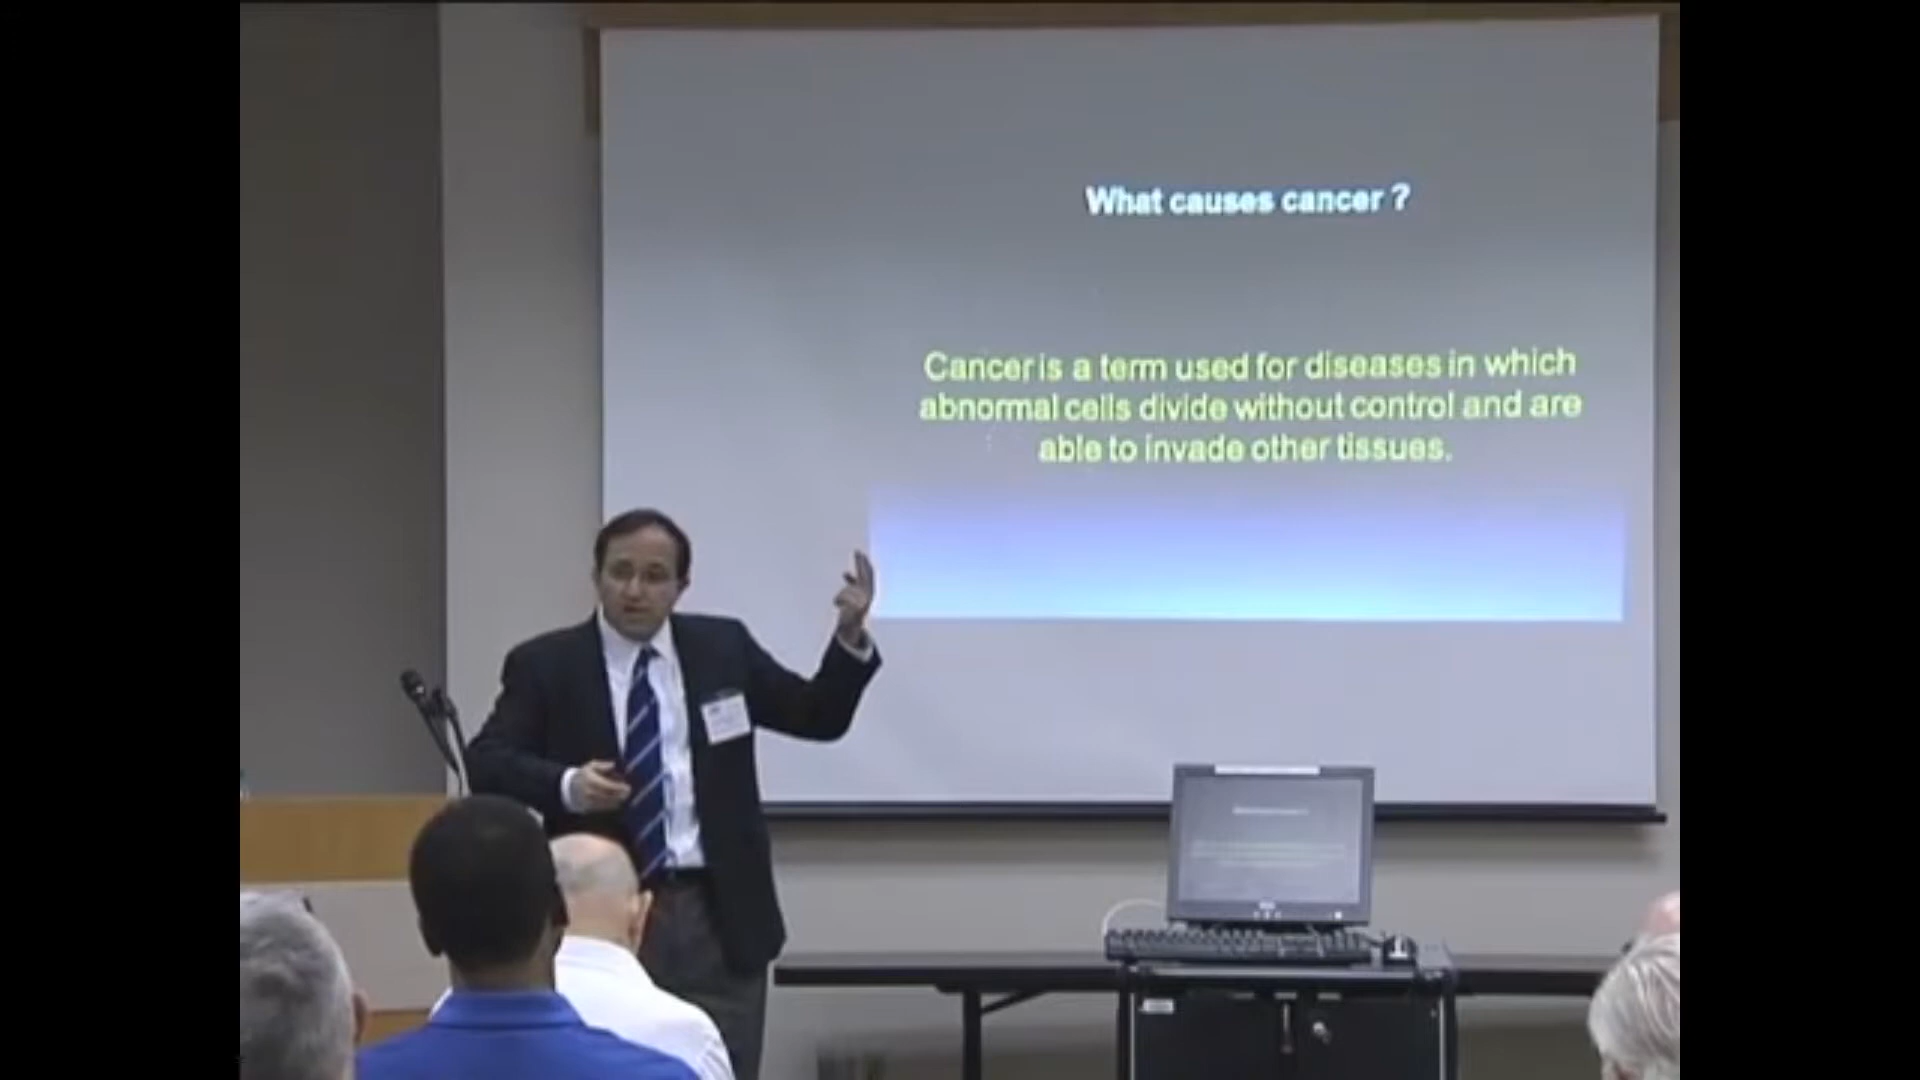 What causes cancer ?
Cancer is a term used for diseases in which
abnormal cells divide without control and are
able to invade other tissues.